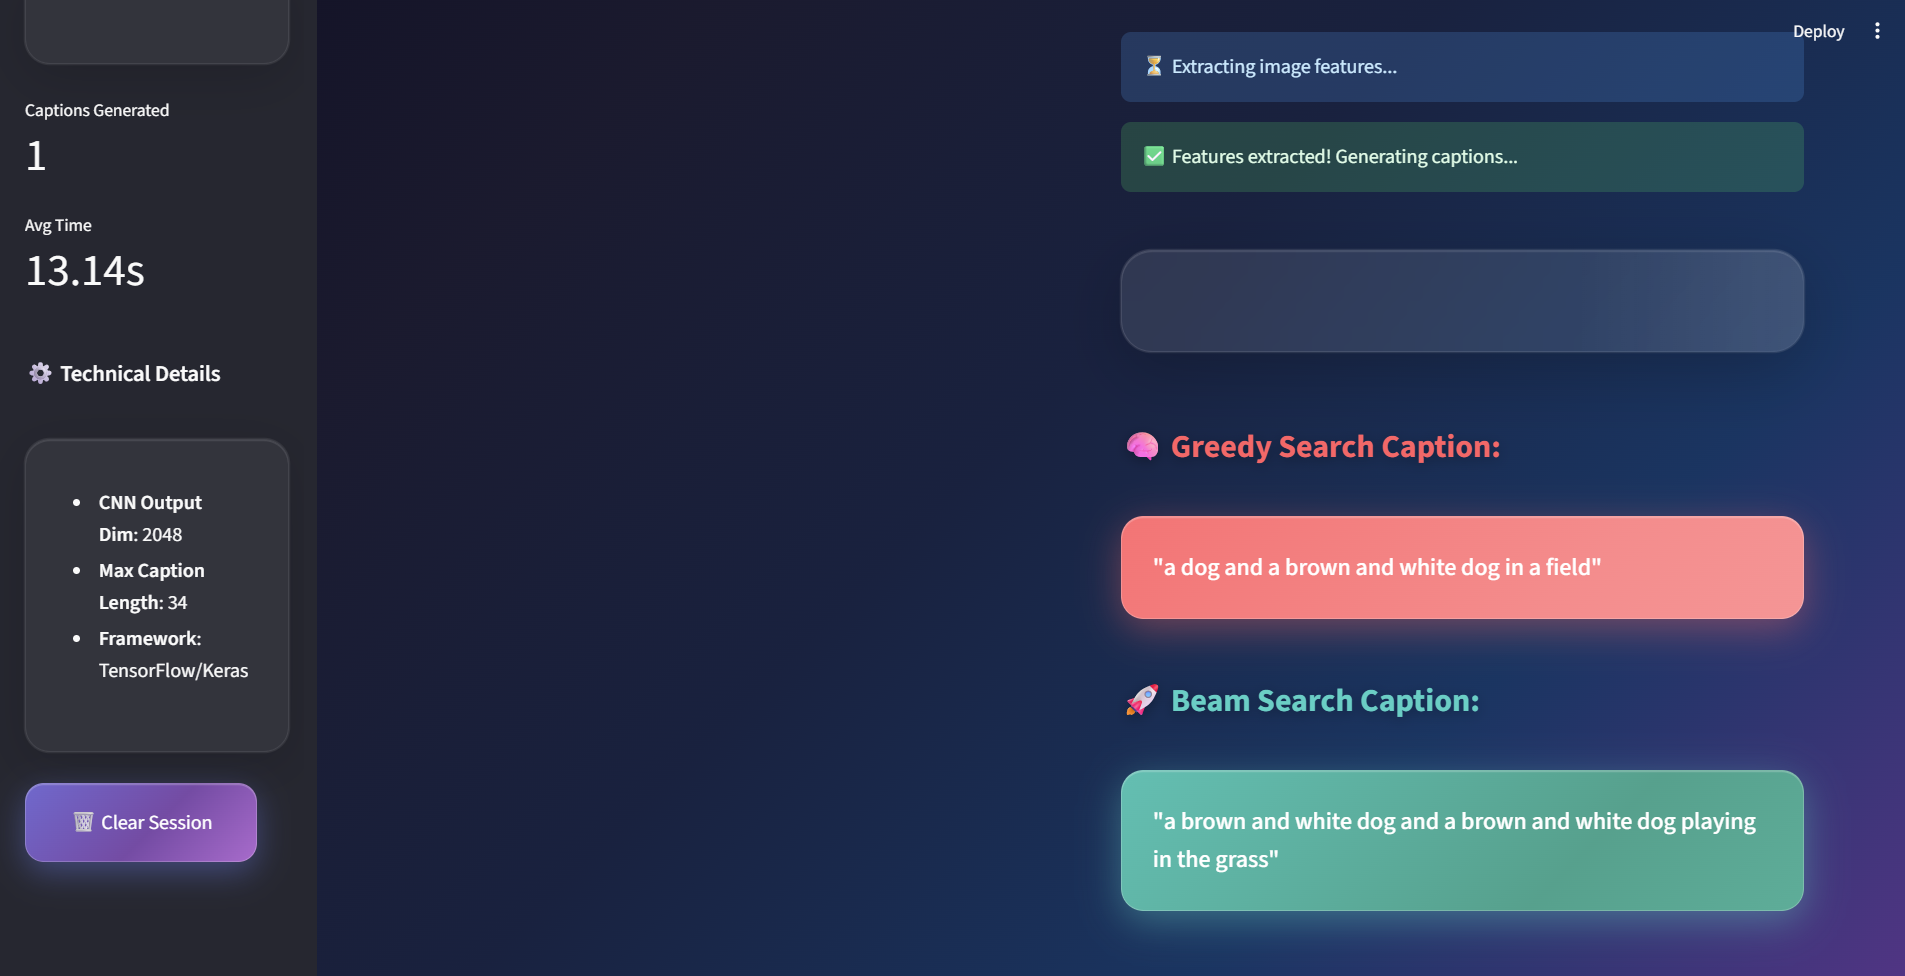 Captions Generated
1
Avg Time
13.14s
⚙️ Technical Details
• CNN Output
Dim: 2048
• Max Caption
Length: 34
• Framework:
TensorFlow/Keras
🗑️ Clear Session
Deploy
⏳ Extracting image features...
✅ Features extracted! Generating captions...
🧠 Greedy Search Caption:
"a dog and a brown and white dog in a field"
🚀 Beam Search Caption:
"a brown and white dog and a brown and white dog playing
in the grass"